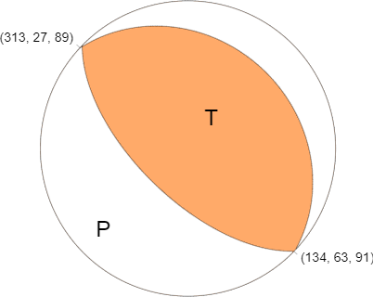 (313, 27, 89)
T
P
(134, 63, 91)